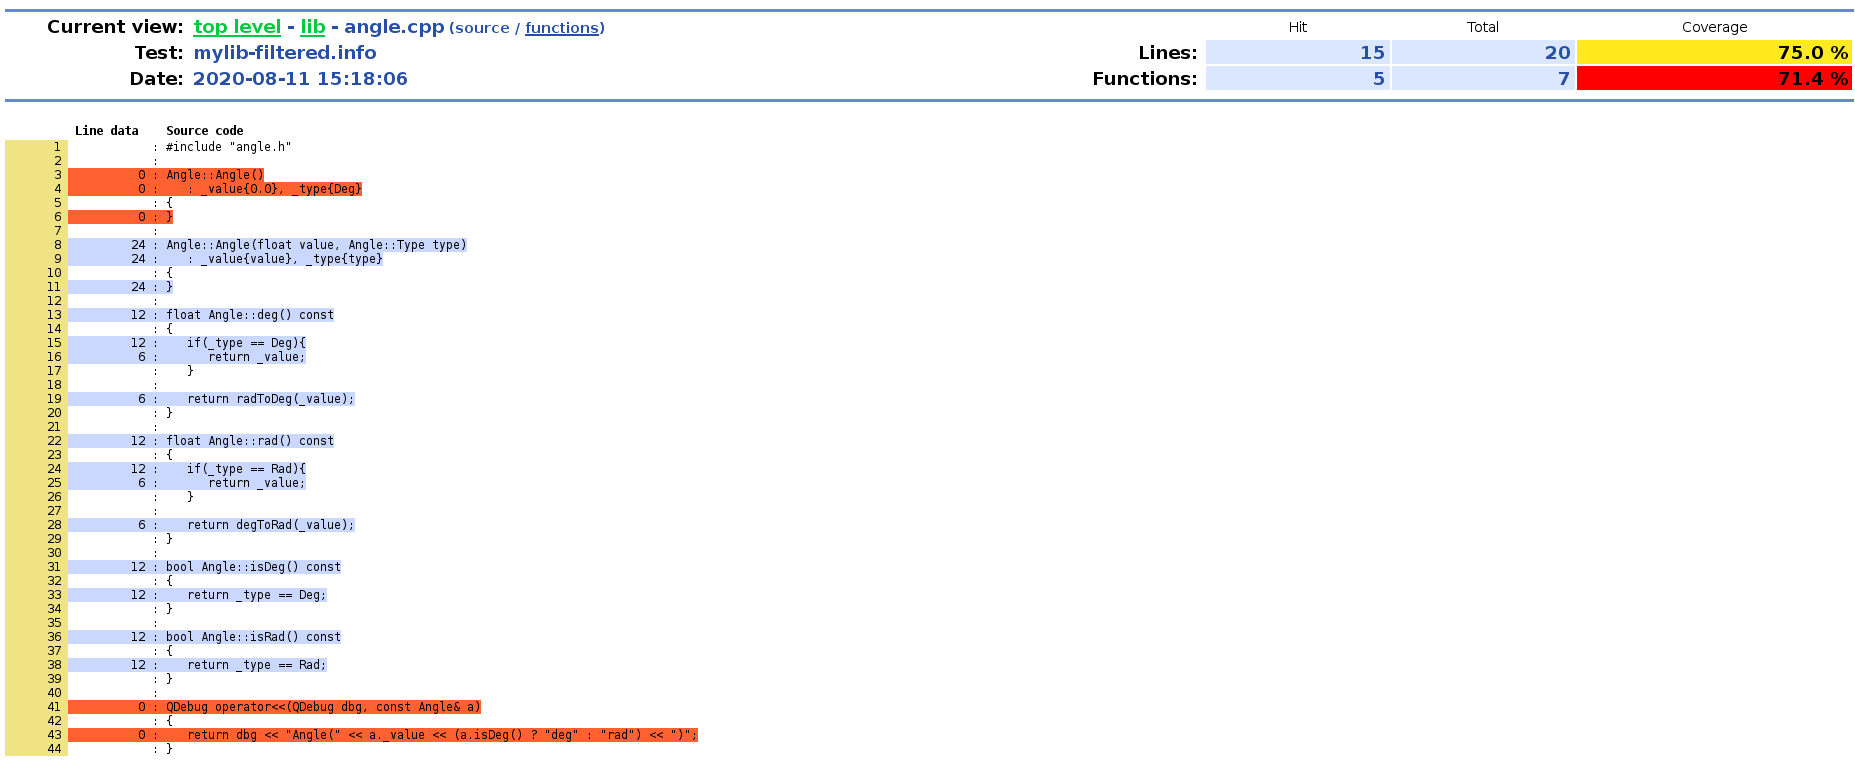 Current view: top level - lib - angle.cpp (source / functions) Hit Total Coverage
Test: mylib-filtered.info Lines: 15 20 75.0 %
Date: 2020-08-11 15:18:06 Functions: 5 7 71.4 %
Line data Source code
1 : #include "angle.h"
2 :
3 0 : Angle::Angle()
4 0 :    : _value{0.0}, _type{Deg}
5 : {
6 0 : }
7 :
8 24 : Angle::Angle(float value, Angle::Type type)
9 24 :    : _value{value}, _type{type}
10 : {
11 24 : }
12 :
13 12 : float Angle::deg() const
14 : {
15 12 :    if(_type == Deg){
16 6 :       return _value;
17 :    }
18 :
19 6 :    return radToDeg(_value);
20 : }
21 :
22 12 : float Angle::rad() const
23 : {
24 12 :    if(_type == Rad){
25 6 :       return _value;
26 :    }
27 :
28 6 :    return degToRad(_value);
29 : }
30 :
31 12 : bool Angle::isDeg() const
32 : {
33 12 :    return _type == Deg;
34 : }
35 :
36 12 : bool Angle::isRad() const
37 : {
38 12 :    return _type == Rad;
39 : }
40 :
41 0 : QDebug operator<<(QDebug dbg, const Angle& a)
42 : {
43 0 :    return dbg << "Angle(" << a._value << (a.isDeg() ? "deg" : "rad") << ")";
44 : }